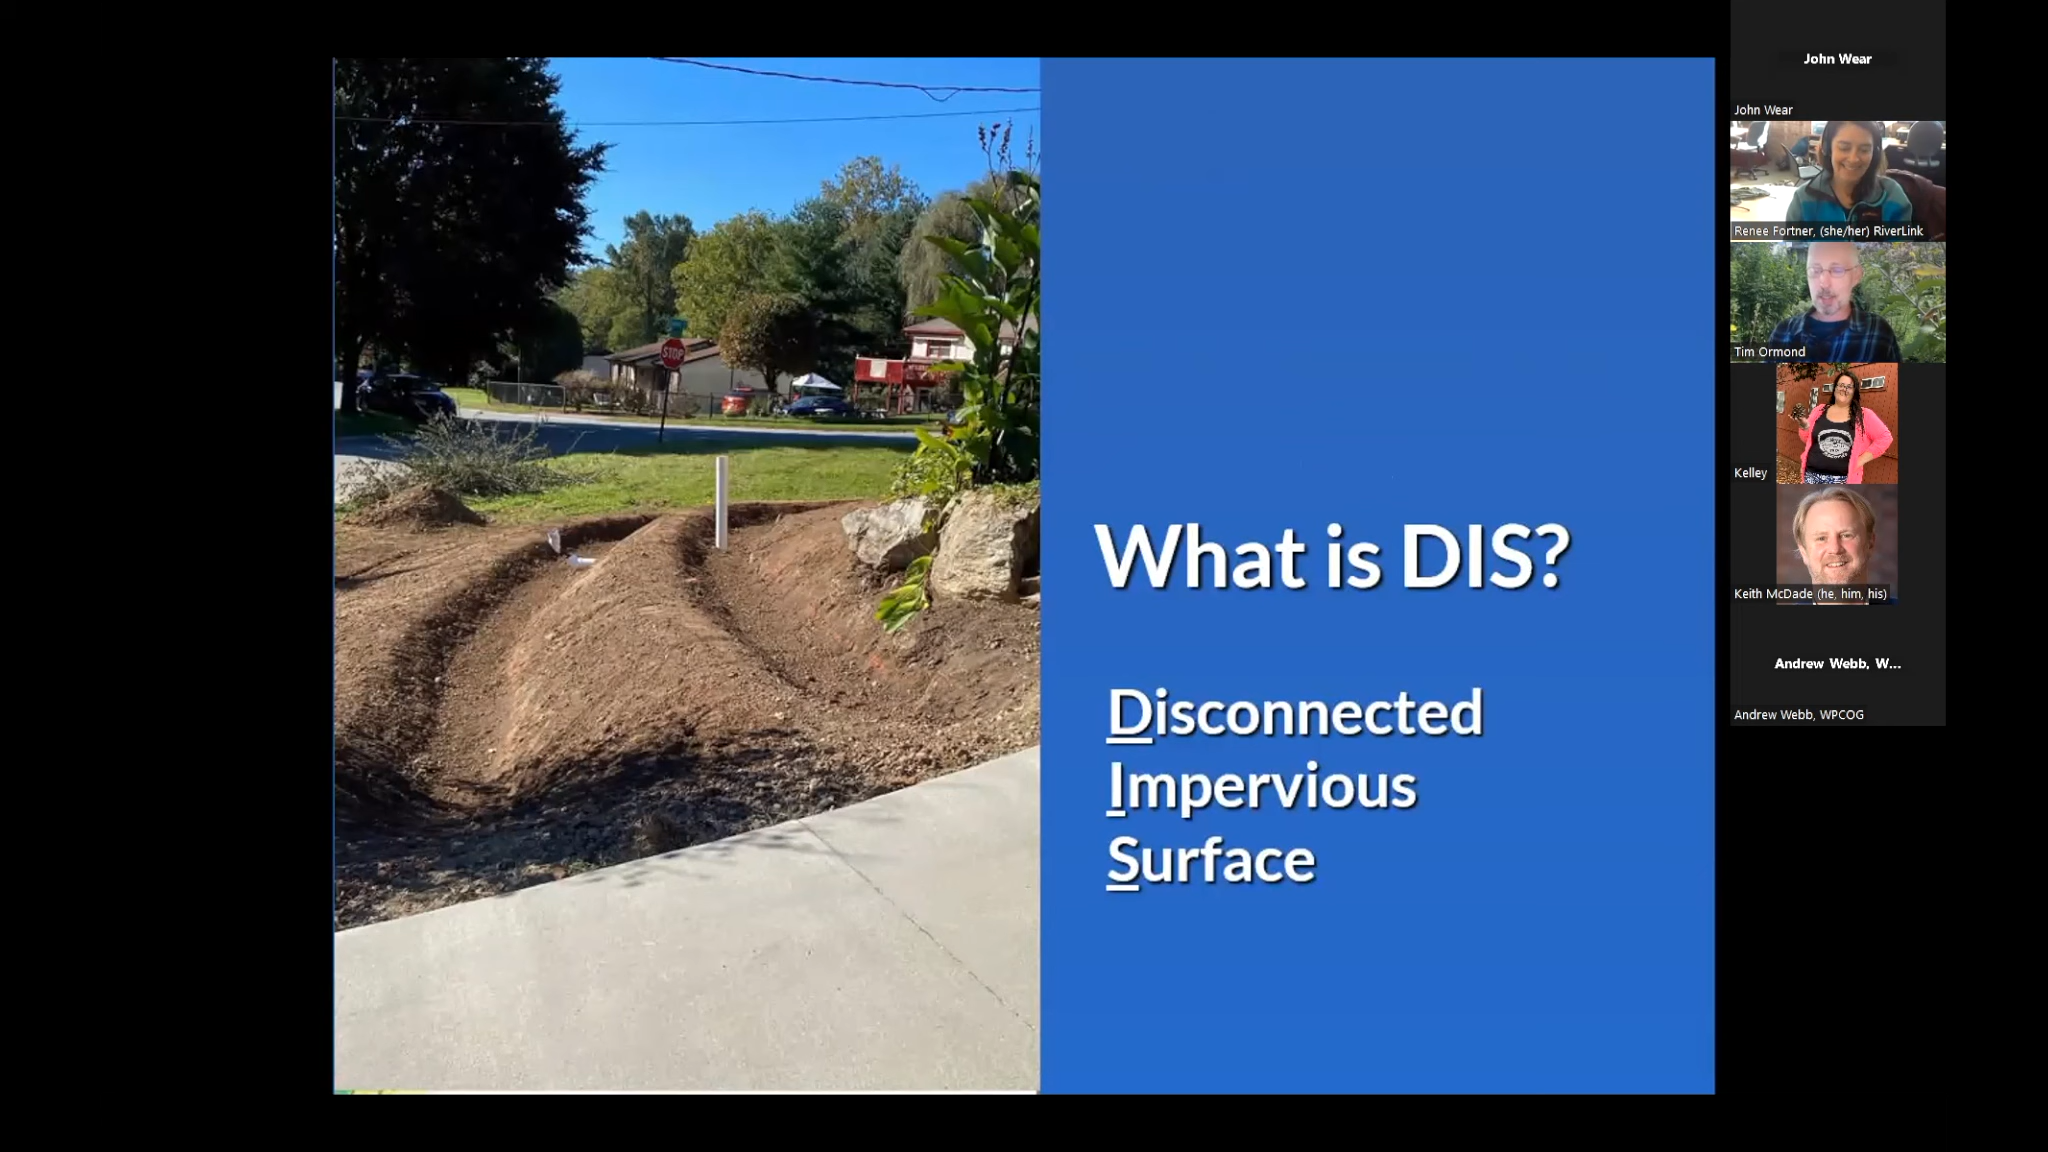 STOP
What is DIS?
Disconnected
Impervious
Surface
John Wear
John Wear
Renee Fortner, (she/her) RiverLink
Tim Ormond
Kelley
Keith McDade (he, him, his)
Andrew Webb, W...
Andrew Webb, WPCOG